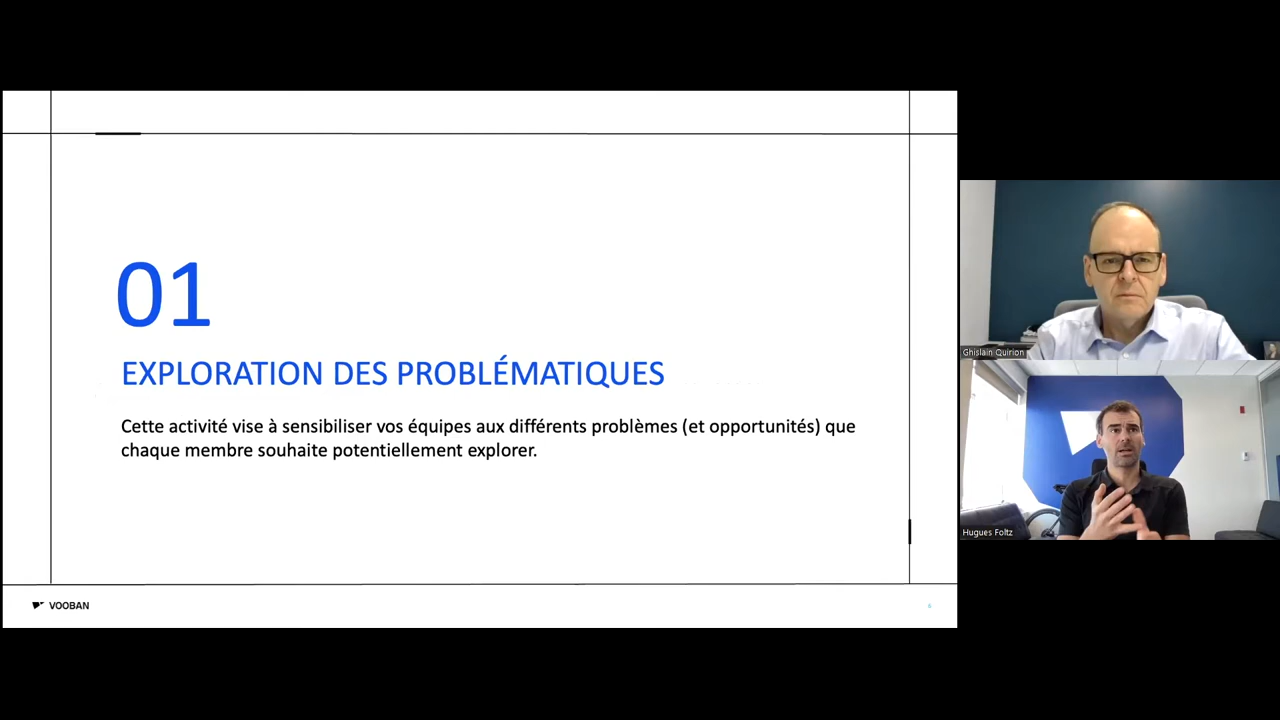 01
EXPLORATION DES PROBLÉMATIQUES
Cette activité vise à sensibiliser vos équipes aux différents problèmes (et opportunités) que
chaque membre souhaite potentiellement explorer.
VOOBAN
Ghislain Quirion
Hugues Foltz